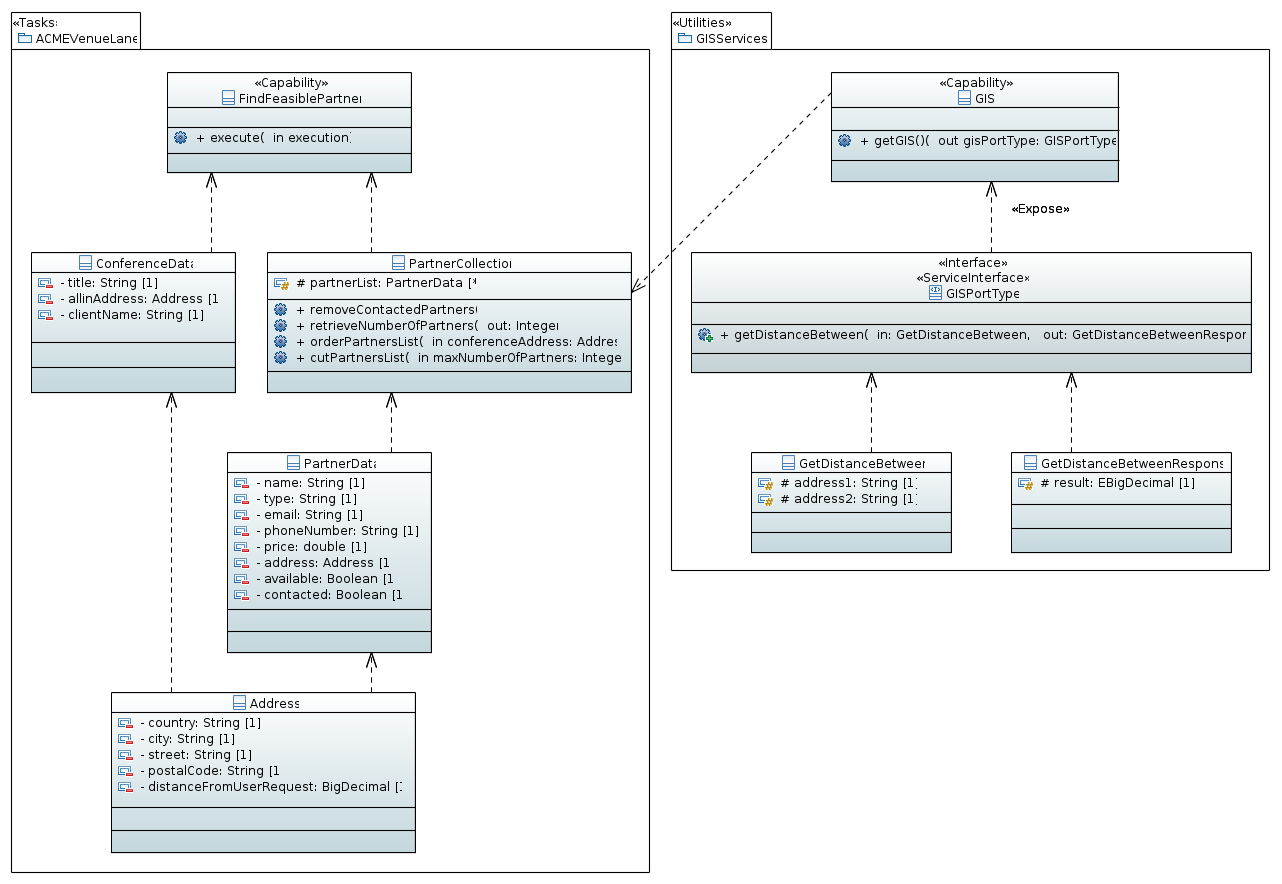 «Tasks:
ACMEVenueLane
«Capability»
FindFeasiblePartner
+ execute(  in execution)
ConferenceData
- title: String [1]
- allinAddress: Address [1
- clientName: String [1]
PartnerCollection
# partnerList: PartnerData [*
+ removeContactedPartners(
+ retrieveNumberOfPartners(  out: Integer
+ orderPartnersList(  in conferenceAddress: Addres
+ cutPartnersList(  in maxNumberOfPartners: Intege
PartnerData
- name: String [1]
- type: String [1]
- email: String [1]
- phoneNumber: String [1]
- price: double [1]
- address: Address [1
- available: Boolean [1
- contacted: Boolean [1
Address
- country: String [1]
- city: String [1]
- street: String [1]
- postalCode: String [1
- distanceFromUserRequest: BigDecimal [1
«Utilities»
GISServices
«Capability»
GIS
+ getGIS()(  out gisPortType: GISPortType
«Expose»
«Interface»
«ServiceInterface»
GISPortType
+ getDistanceBetween(  in: GetDistanceBetween,   out: GetDistanceBetweenRespor
GetDistanceBetween
# address1: String [1]
# address2: String [1]
GetDistanceBetweenRespons
# result: EBigDecimal [1]